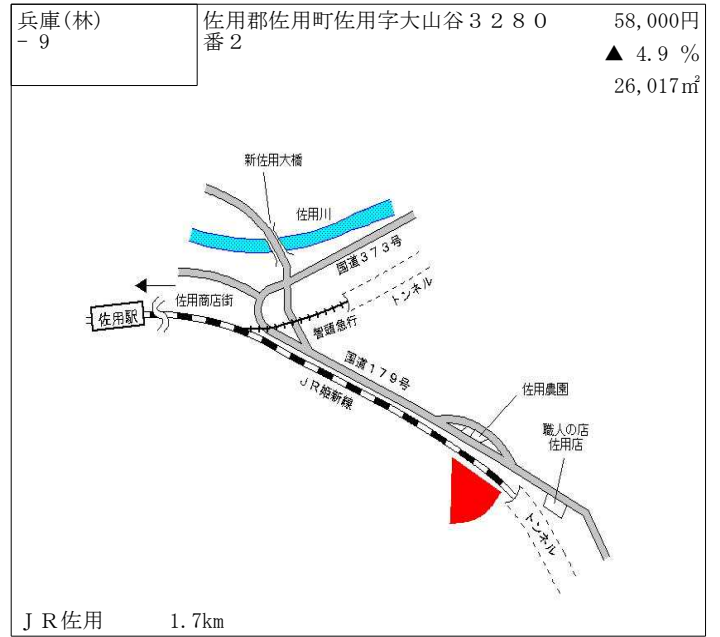 兵庫(林)
- 9
佐用郡佐用町佐用字大山谷３２８０
番２
58,000円
▲ 4.9 %
26,017㎡
新佐用大橋
佐用川
国道３７３号
トンネル
佐用商店街
佐用駅
智頭急行
国道１７９号
ＪＲ姫新線
佐用農園
職人の店
佐用店
トンネル
ＪＲ佐用 1.7km